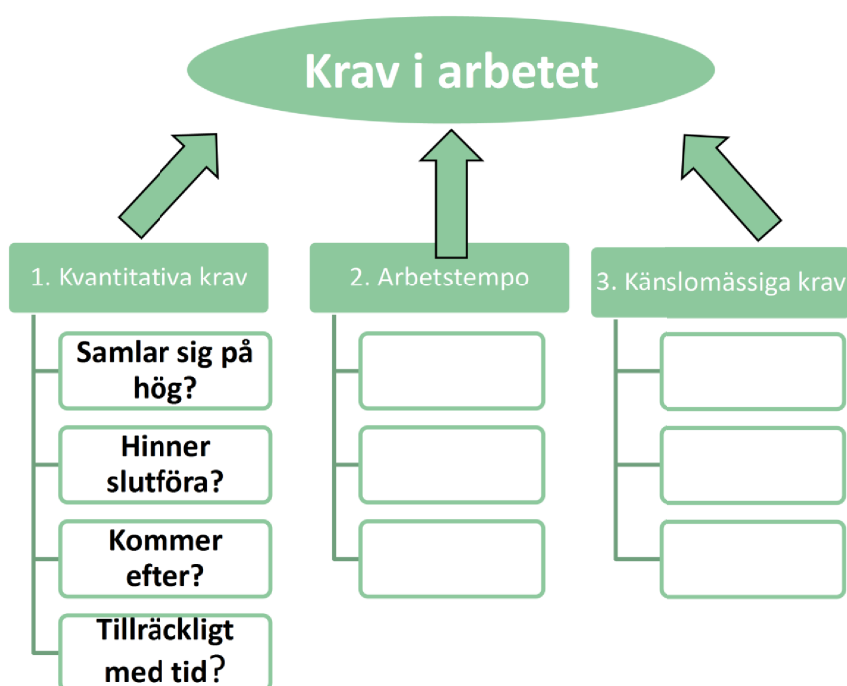 Krav i arbetet
1. Kvantitativa krav
2. Arbetstempo
3. Känslomässiga krav
Samlar sig på
hög?
Hinner
slutföra?
Kommer
efter?
Tillräckligt
med tid?